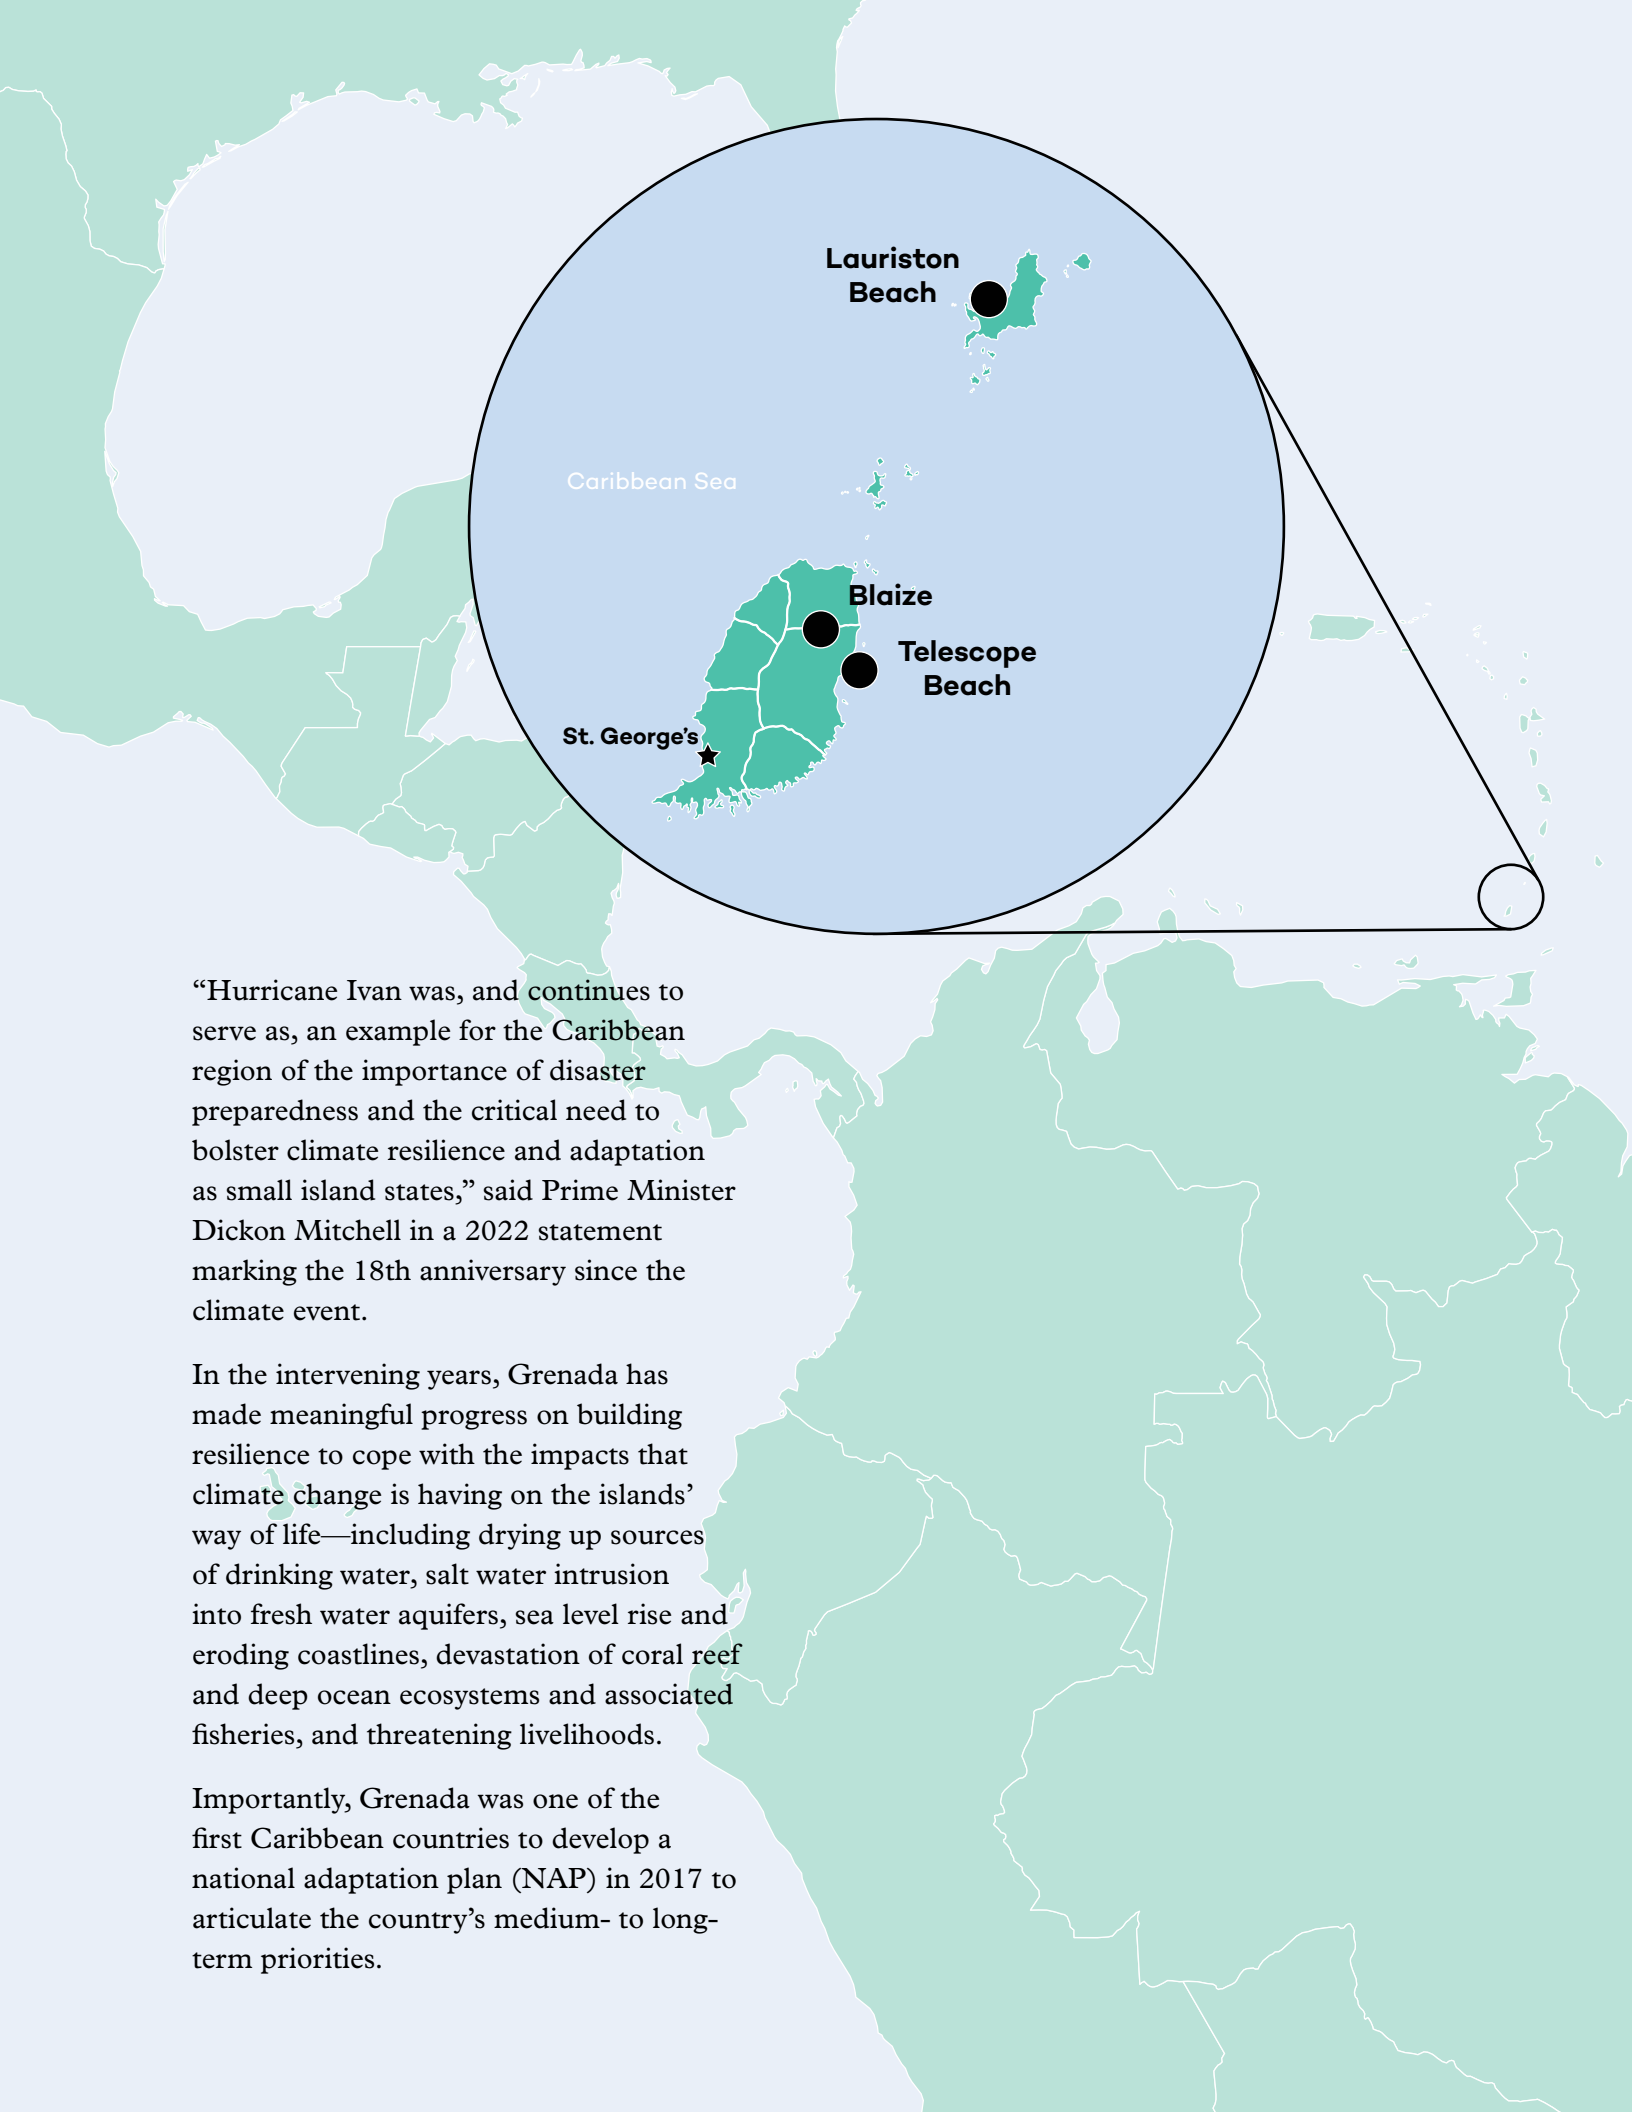 Lauriston
Beach
Caribbean Sea
Blaize
Telescope
Beach
St. George’s
“Hurricane Ivan was, and continues to
serve as, an example for the Caribbean
region of the importance of disaster
preparedness and the critical need to
bolster climate resilience and adaptation
as small island states,” said Prime Minister
Dickon Mitchell in a 2022 statement
marking the 18th anniversary since the
climate event.
In the intervening years, Grenada has
made meaningful progress on building
resilience to cope with the impacts that
climate change is having on the islands’
way of life—including drying up sources
of drinking water, salt water intrusion
into fresh water aquifers, sea level rise and
eroding coastlines, devastation of coral reef
and deep ocean ecosystems and associated
fisheries, and threatening livelihoods.
Importantly, Grenada was one of the
first Caribbean countries to develop a
national adaptation plan (NAP) in 2017 to
articulate the country’s medium- to long-
term priorities.